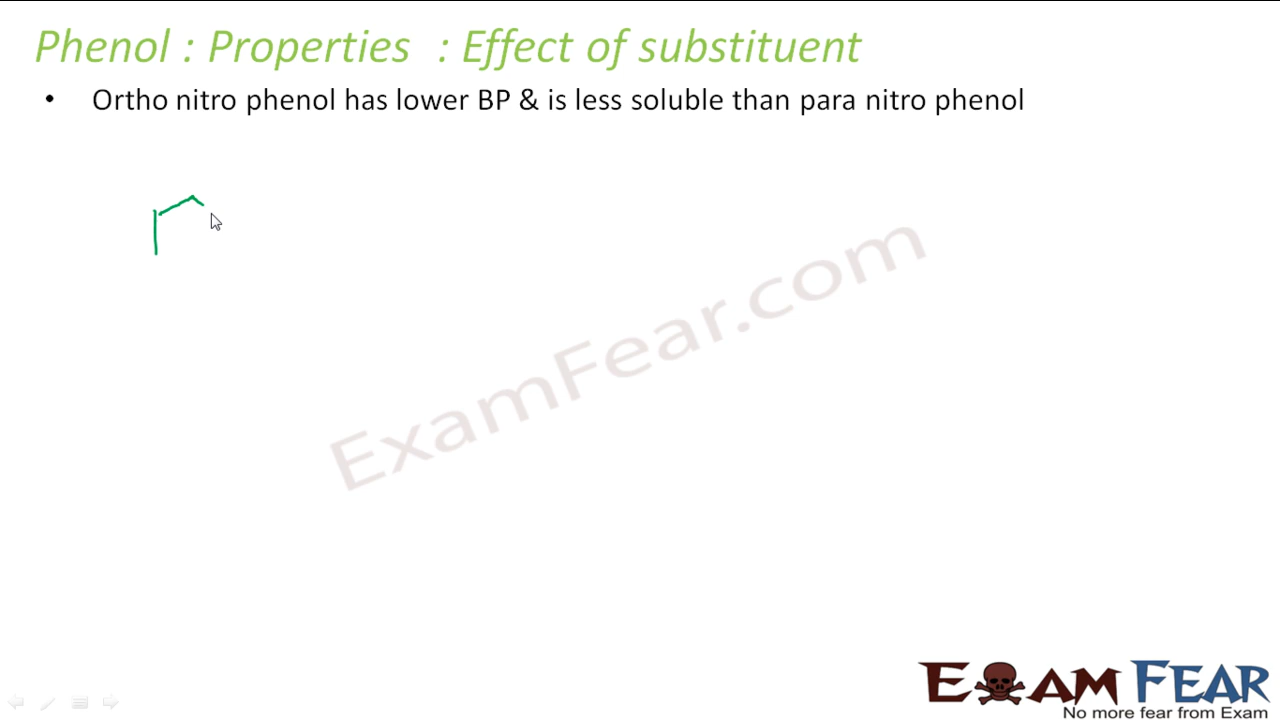 Phenol : Properties : Effect of substituent
• Ortho nitro phenol has lower BP & is less soluble than para nitro phenol
ExamFear.com
EXAM FEAR
No more fear from Exam